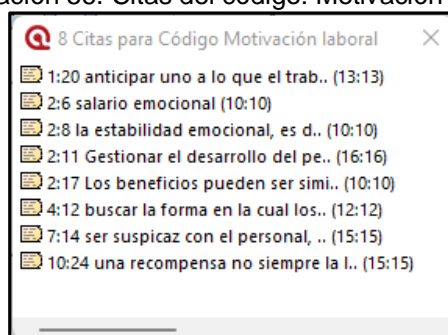 8 Citas para Código Motivación laboral
1:20 anticipar uno a lo que el trab.. (13:13)
2:6 salario emocional (10:10)
2:8 la estabilidad emocional, es d.. (10:10)
2:11 Gestionar el desarrollo del pe.. (16:16)
2:17 Los beneficios pueden ser simi.. (10:10)
4:12 buscar la forma en la cual los.. (12:12)
7:14 ser suspicaz con el personal, .. (15:15)
10:24 una recompensa no siempre la l.. (15:15)